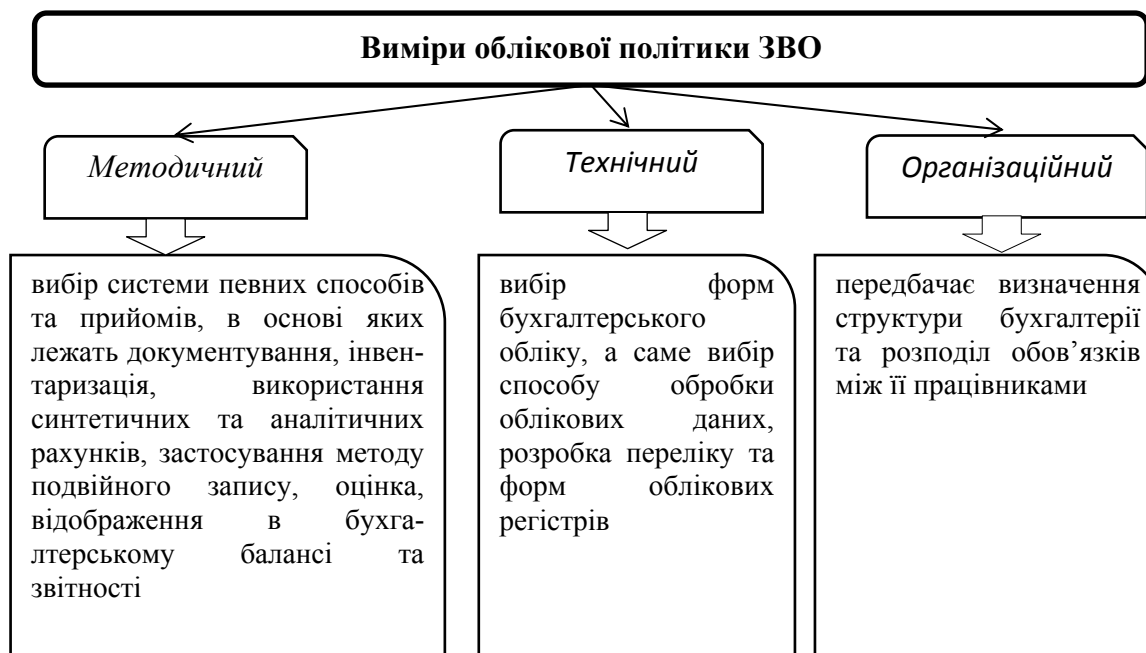 Виміри облікової політики ЗВО
Методичний
Технічний
Організаційний
вибір системи певних способів
та прийомів, в основі яких
лежать документування, інвен-
таризація, використання
синтетичних та аналітичних
рахунків, застосування методу
подвійного запису, оцінка,
відображення в бухга-
лтерському балансі та
звітності
вибір форм
бухгалтерського
обліку, а саме вибір
способу обробки
облікових даних,
розробка переліку та
форм облікових
регістрів
передбачає визначення
структури бухгалтерії
та розподіл обов’язків
між її працівниками